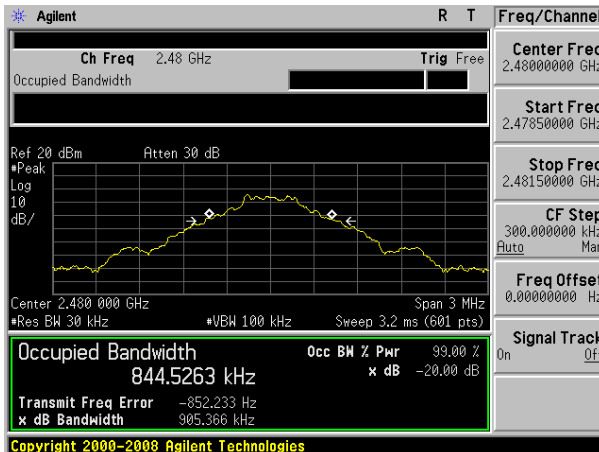 Agilent R T
Ch Freq 2.48 GHz Trig Free
Occupied Bandwidth
Ref 20 dBm Atten 30 dB
#Peak
Log
10
dB/
Center 2.480 000 GHz Span 3 MHz
#Res BW 30 kHz #VBW 100 kHz Sweep 3.2 ms (601 pts)
Occupied Bandwidth Occ BW % Pwr 99.00 %
844.5263 kHz x dB -20.00 dB
Transmit Freq Error -852.233 Hz
x dB Bandwidth 905.366 kHz
Copyright 2000-2008 Agilent Technologies
Freq/Channel
Center Freq
2.48000000 GHz
Start Freq
2.47850000 GHz
Stop Freq
2.48150000 GHz
CF Step
300.000000 kHz
Auto Man
Freq Offset
0.00000000 Hz
Signal Track
On Of